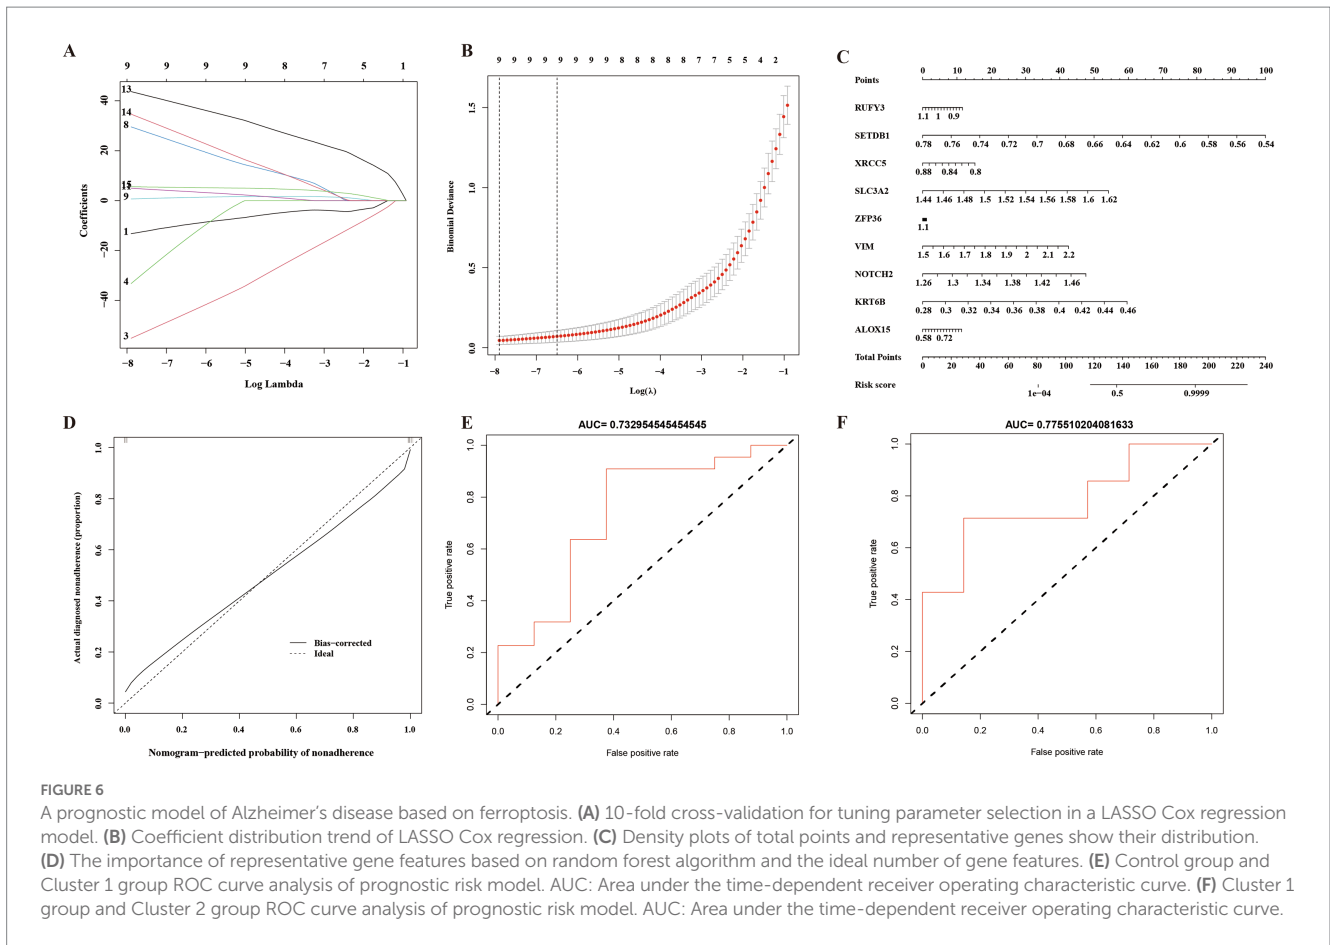 A
9 9 9 9 8 7 5 1
40
20
0
−20
−40
13
14
8
15
9
1
4
3
−8 −7 −6 −5 −4 −3 −2 −1
Coefficients
Log Lambda
B
9 9 9 9 9 9 9 9 8 8 8 8 8 7 7 5 5 4 2
1.5
1.0
0.5
0.0
−8 −7 −6 −5 −4 −3 −2 −1
Binomial Deviance
Log(λ)
C
Points
0 10 20 30 40 50 60 70 80 90 100
RUFY3
1.1 1 0.9
SETDB1
0.78 0.76 0.74 0.72 0.7 0.68 0.66 0.64 0.62 0.6 0.58 0.56 0.54
XRCC5
0.88 0.84 0.8
SLC3A2
1.44 1.46 1.48 1.5 1.52 1.54 1.56 1.58 1.6 1.62
ZFP36
1.1
VIM
1.5 1.6 1.7 1.8 1.9 2 2.1 2.2
NOTCH2
1.26 1.3 1.34 1.38 1.42 1.46
KRT6B
0.28 0.3 0.32 0.34 0.36 0.38 0.4 0.42 0.44 0.46
ALOX15
0.58 0.72
Total Points
0 20 40 60 80 100 120 140 160 180 200 220 240
Risk score
1e−04 0.5 0.9999
D
1.0
0.8
0.6
0.4
0.2
0.0
Actual diagnosed nonadherence (proportion)
Bias−corrected
Ideal
0.0 0.2 0.4 0.6 0.8 1.0
Nomogram−predicted probability of nonadherence
E
AUC= 0.732954545454545
1.0
0.8
0.6
0.4
0.2
0.0
True positive rate
0.0 0.2 0.4 0.6 0.8 1.0
False positive rate
F
AUC= 0.775510204081633
1.0
0.8
0.6
0.4
0.2
0.0
True positive rate
0.0 0.2 0.4 0.6 0.8 1.0
False positive rate
FIGURE 6
A prognostic model of Alzheimer's disease based on ferroptosis. (A) 10-fold cross-validation for tuning parameter selection in a LASSO Cox regression
model. (B) Coefficient distribution trend of LASSO Cox regression. (C) Density plots of total points and representative genes show their distribution.
(D) The importance of representative gene features based on random forest algorithm and the ideal number of gene features. (E) Control group and
Cluster 1 group ROC curve analysis of prognostic risk model. AUC: Area under the time-dependent receiver operating characteristic curve. (F) Cluster 1
group and Cluster 2 group ROC curve analysis of prognostic risk model. AUC: Area under the time-dependent receiver operating characteristic curve.